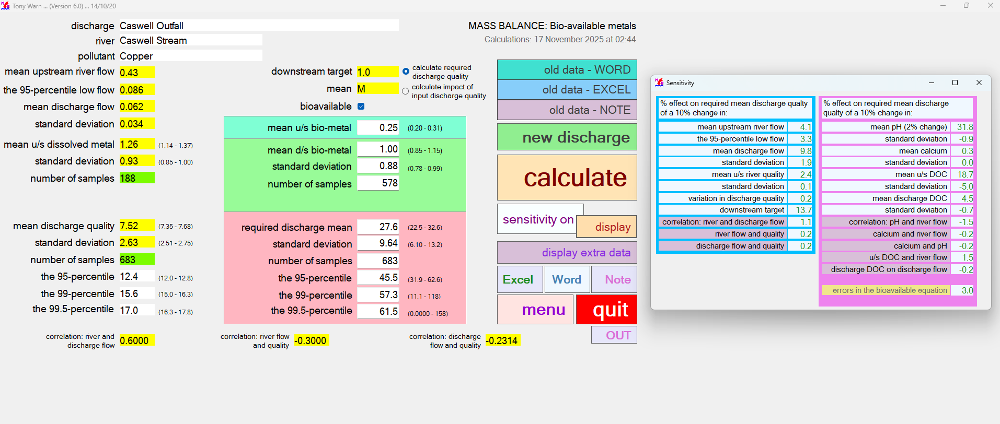 Tony Warn ... (Version 6.0) ... 14/10/20
discharge Caswell Outfall
MASS BALANCE: Bio-available metals
river Caswell Stream
Calculations: 17 November 2025 at 02:44
pollutant Copper
mean upstream river flow 0.43
the 95-percentile low flow 0.086
mean discharge flow 0.062
standard deviation 0.034
mean u/s dissolved metal 1.26 (1.14 - 1.37)
standard deviation 0.93 (0.85 - 1.00)
number of samples 188
mean discharge quality 7.52 (7.35 - 7.68)
standard deviation 2.63 (2.51 - 2.75)
number of samples 683
the 95-percentile 12.4 (12.0 - 12.8)
the 99-percentile 15.6 (15.0 - 16.3)
the 99.5-percentile 17.0 (16.3 - 17.8)
downstream target 1.0
mean M
bioavailable
calculate required
discharge quality
calculate impact of
input discharge quality
mean u/s bio-metal 0.25 (0.20 - 0.31)
mean d/s bio-metal 1.00 (0.85 - 1.15)
standard deviation 0.88 (0.78 - 0.99)
number of samples 578
required discharge mean 27.6 (22.5 - 32.6)
standard deviation 9.64 (6.10 - 13.2)
number of samples 683
the 95-percentile 45.5 (31.9 - 62.6)
the 99-percentile 57.3 (11.1 - 118)
the 99.5-percentile 61.5 (0.0000 - 158)
correlation: river and
discharge flow 0.6000
correlation: river flow
and quality -0.3000
correlation: discharge
flow and quality -0.2314
old data - WORD
old data - EXCEL
old data - NOTE
new discharge
calculate
sensitivity on
display
display extra data
Excel Word Note
menu quit
OUT
Sensitivity
% effect on required mean discharge qualty
of a 10% change in:
mean upstream river flow 4.1
the 95-percentile low flow 3.3
mean discharge flow 9.8
standard deviation 1.9
mean u/s river quality 2.4
standard deviation 0.1
variation in discharge quality 0.2
downstream target 13.7
correlation: river and discharge flow 1.1
river flow and quality 0.2
discharge flow and quality 0.2
% effect on required mean discharge
qualty of a 10% change in:
mean pH (2% change) 31.8
standard deviation -0.9
mean calcium 0.3
standard deviation 0.0
mean u/s DOC 18.7
standard deviation -5.0
mean discharge DOC 4.5
standard deviation -0.7
correlation: pH and river flow -1.5
calcium and river flow -0.2
calcium and pH -0.2
u/s DOC and river flow 1.5
discharge DOC on discharge flow -0.2
errors in the bioavailable equation 3.0